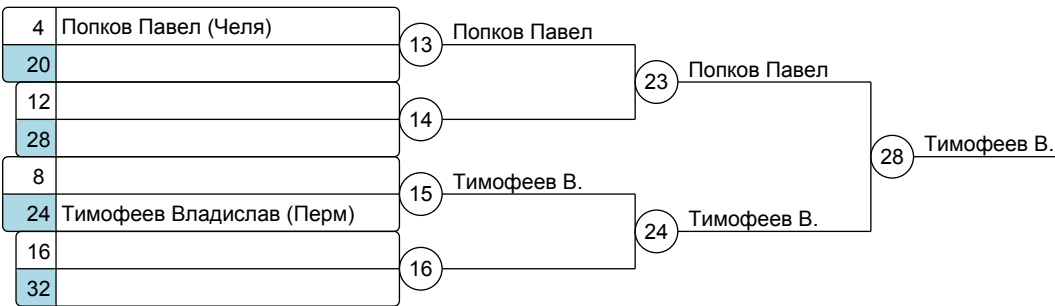 4 Попков Павел (Челя)
13 Попков Павел
20
23 Попков Павел
12
14
28
28 Тимофеев В.
8
15 Тимофеев В.
24 Тимофеев Владислав (Перм)
24 Тимофеев В.
16
16
32